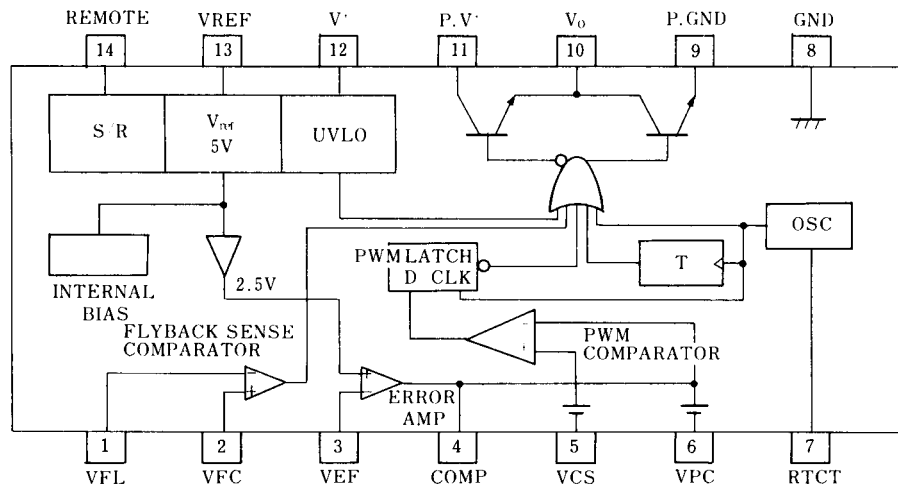 REMOTE VREF V⁺ P.V⁺ V₀ P.GND GND
14 13 12 11 10 9 8
S/R Vref 5V UVLO
OSC
PWM LATCH
D CLK
T
INTERNAL
BIAS
2.5V
FLYBACK SENSE
COMPARATOR
PWM
COMPARATOR
- +
- +
+ -
ERROR
AMP
1 2 3 4 5 6 7
VFL VFC VEF COMP VCS VPC RTCT